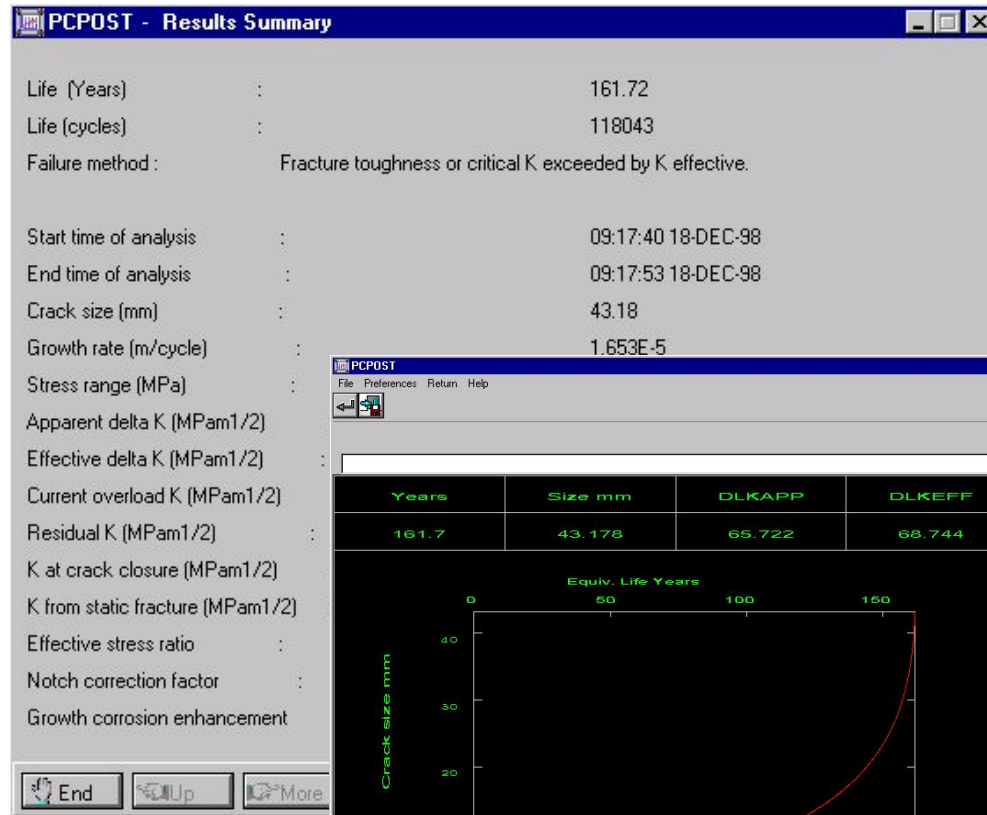 PCPOST - Results Summary
Life (Years) : 161.72
Life (cycles) : 118043
Failure method : Fracture toughness or critical K exceeded by K effective.
Start time of analysis : 09:17:40 18-DEC-98
End time of analysis : 09:17:53 18-DEC-98
Crack size (mm) : 43.18
Growth rate (m/cycle) : 1.653E-5
Stress range (MPa) :
Apparent delta K (MPam1/2)
Effective delta K (MPam1/2) :
Current overload K (MPam1/2)
Residual K (MPam1/2) :
K at crack closure (MPam1/2)
K from static fracture (MPam1/2)
Effective stress ratio :
Notch correction factor :
Growth corrosion enhancement
End Up More
PCPOST
File Preferences Return Help
Years Size mm DLKAPP DLKEFF
161.7 43.178 65.722 68.744
Equiv. Life Years
0 50 100 150
40
30
20
Crack size mm